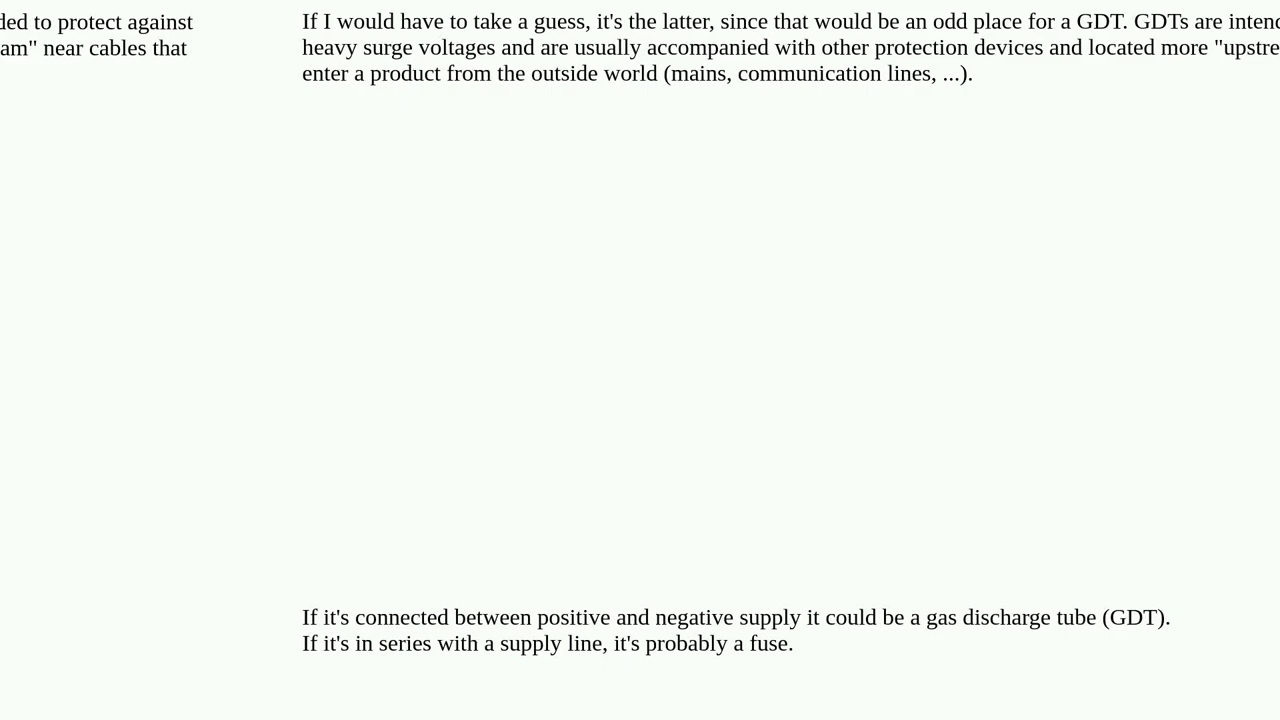 ded to protect against
am" near cables that
If I would have to take a guess, it's the latter, since that would be an odd place for a GDT. GDTs are inten
heavy surge voltages and are usually accompanied with other protection devices and located more "upstre
enter a product from the outside world (mains, communication lines, ...).
If it's connected between positive and negative supply it could be a gas discharge tube (GDT).
If it's in series with a supply line, it's probably a fuse.